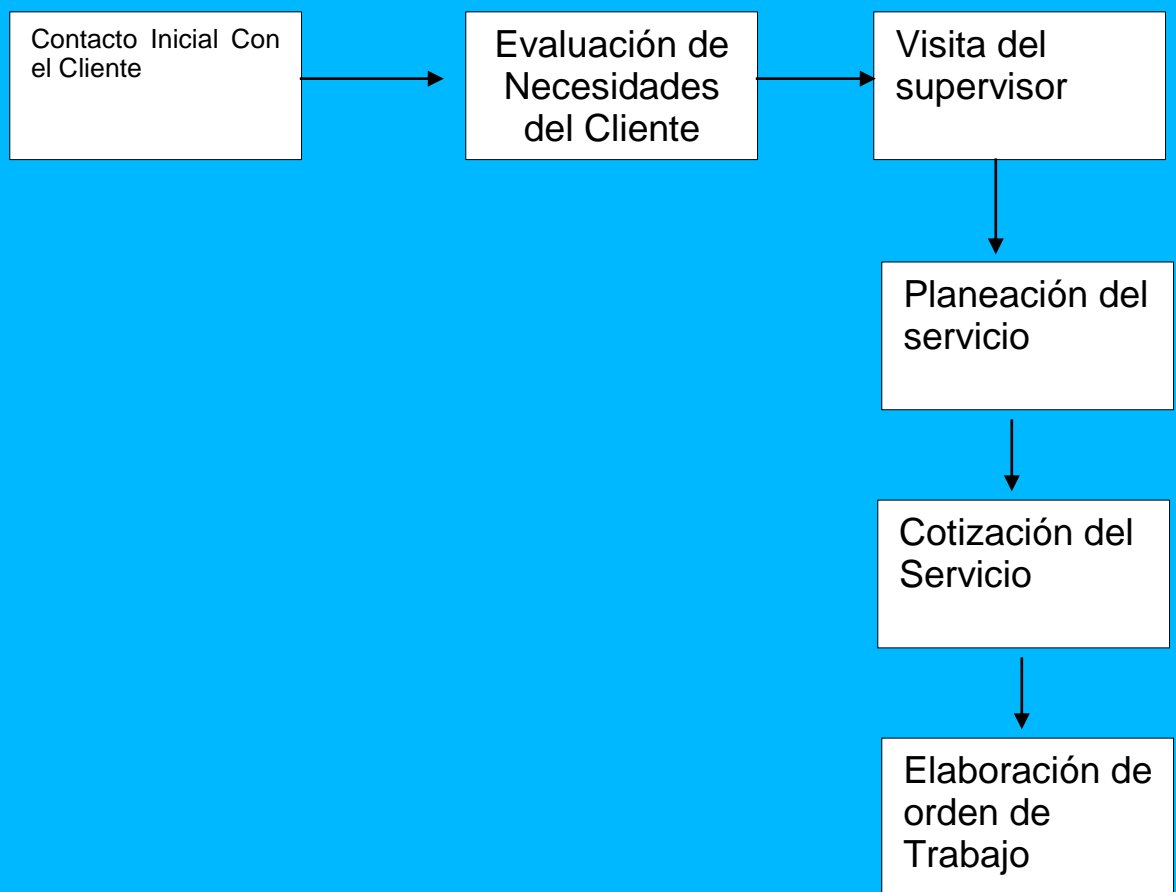 Contacto Inicial Con
el Cliente
Evaluación de
Necesidades
del Cliente
Visita del
supervisor
Planeación del
servicio
Cotización del
Servicio
Elaboración de
orden de
Trabajo